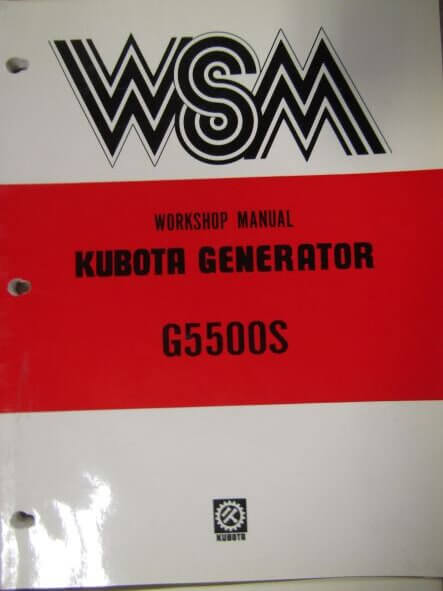 WSM
WORKSHOP MANUAL
KUBOTA GENERATOR
G5500S
KUBOTA